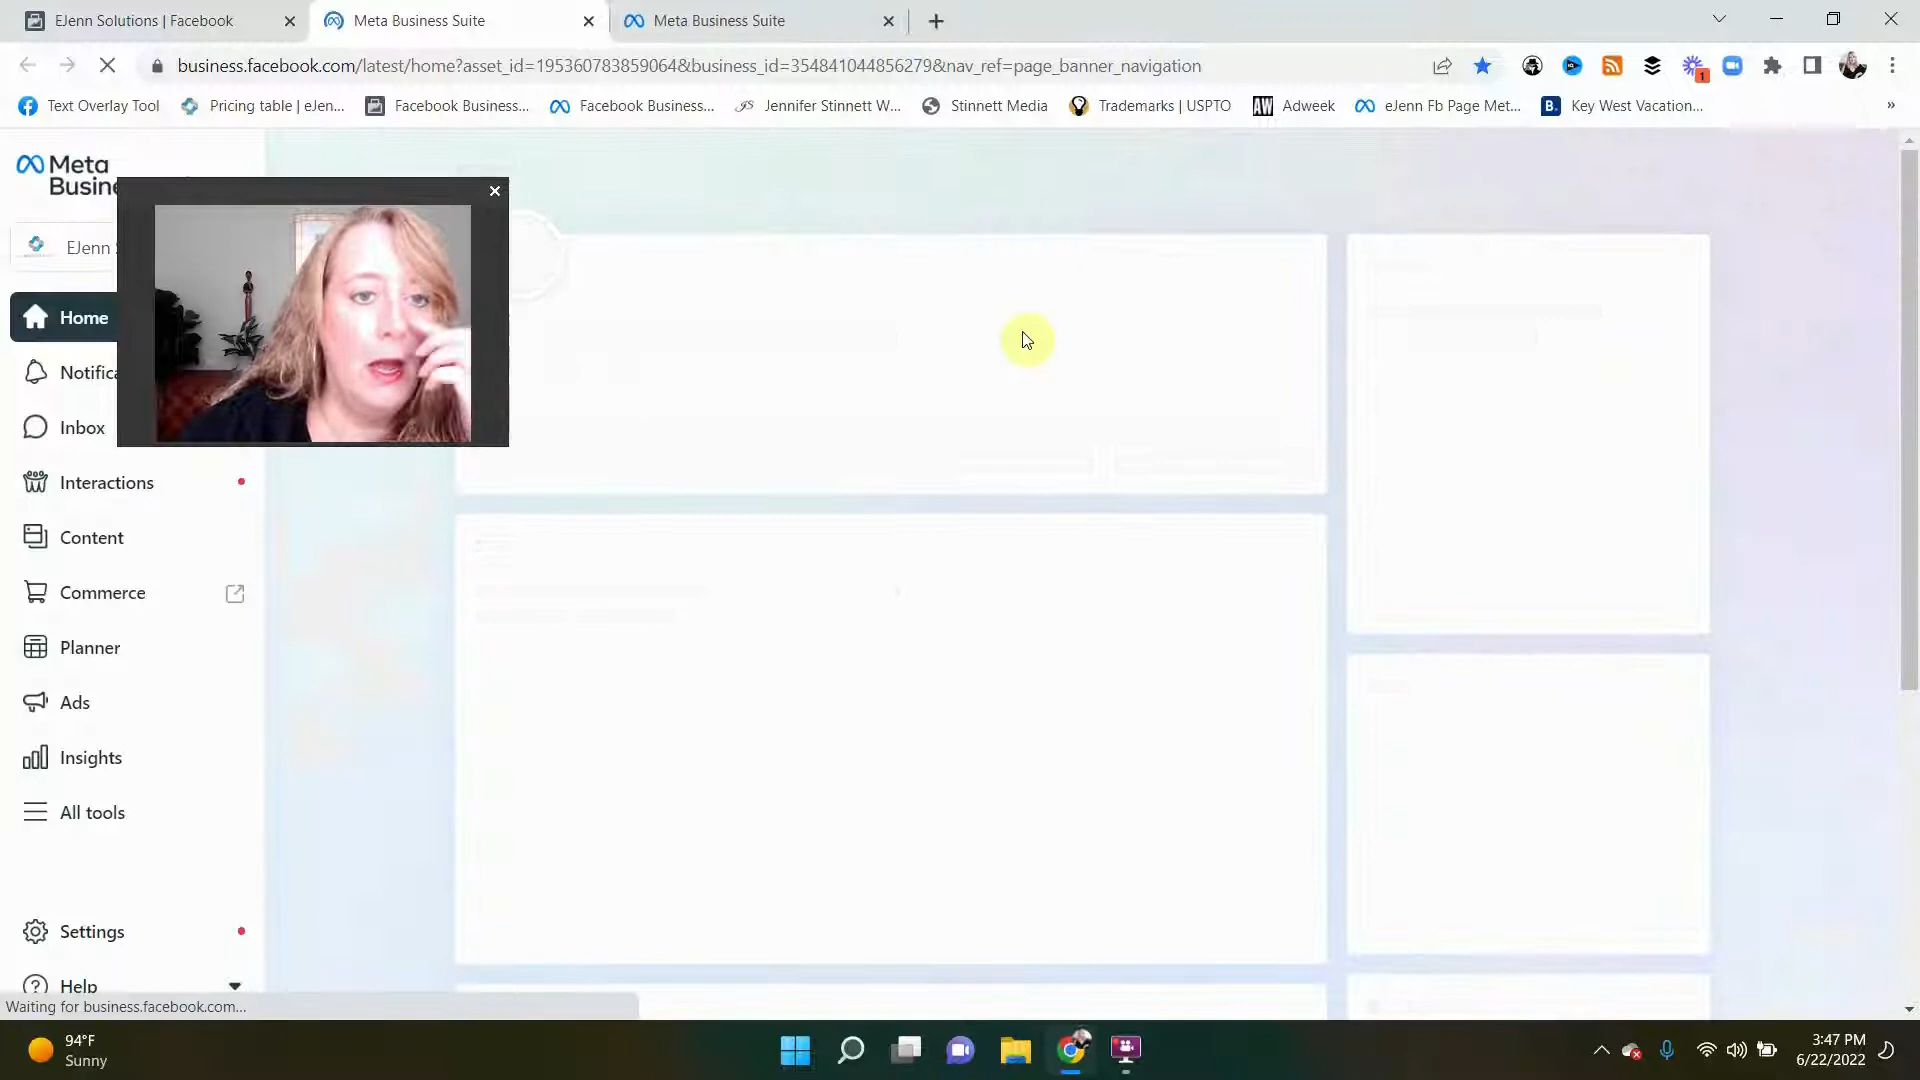 EJenn Solutions | Facebook
Meta Business Suite
Meta Business Suite
business.facebook.com/latest/home?asset_id=195360783859064&business_id=354841044856279&nav_ref=page_banner_navigation
1
Text Overlay Tool
Pricing table | eJen...
Facebook Business...
Facebook Business...
JS Jennifer Stinnett W...
Stinnett Media
Trademarks | USPTO
AW Adweek
eJenn Fb Page Met...
B. Key West Vacation...
»
Meta
Busine
EJenn S
Home
Notifica
Inbox
Interactions
Content
Commerce
Planner
Ads
Insights
All tools
Settings
Help
Waiting for business.facebook.com...
94°F
Sunny
3:47 PM
6/22/2022